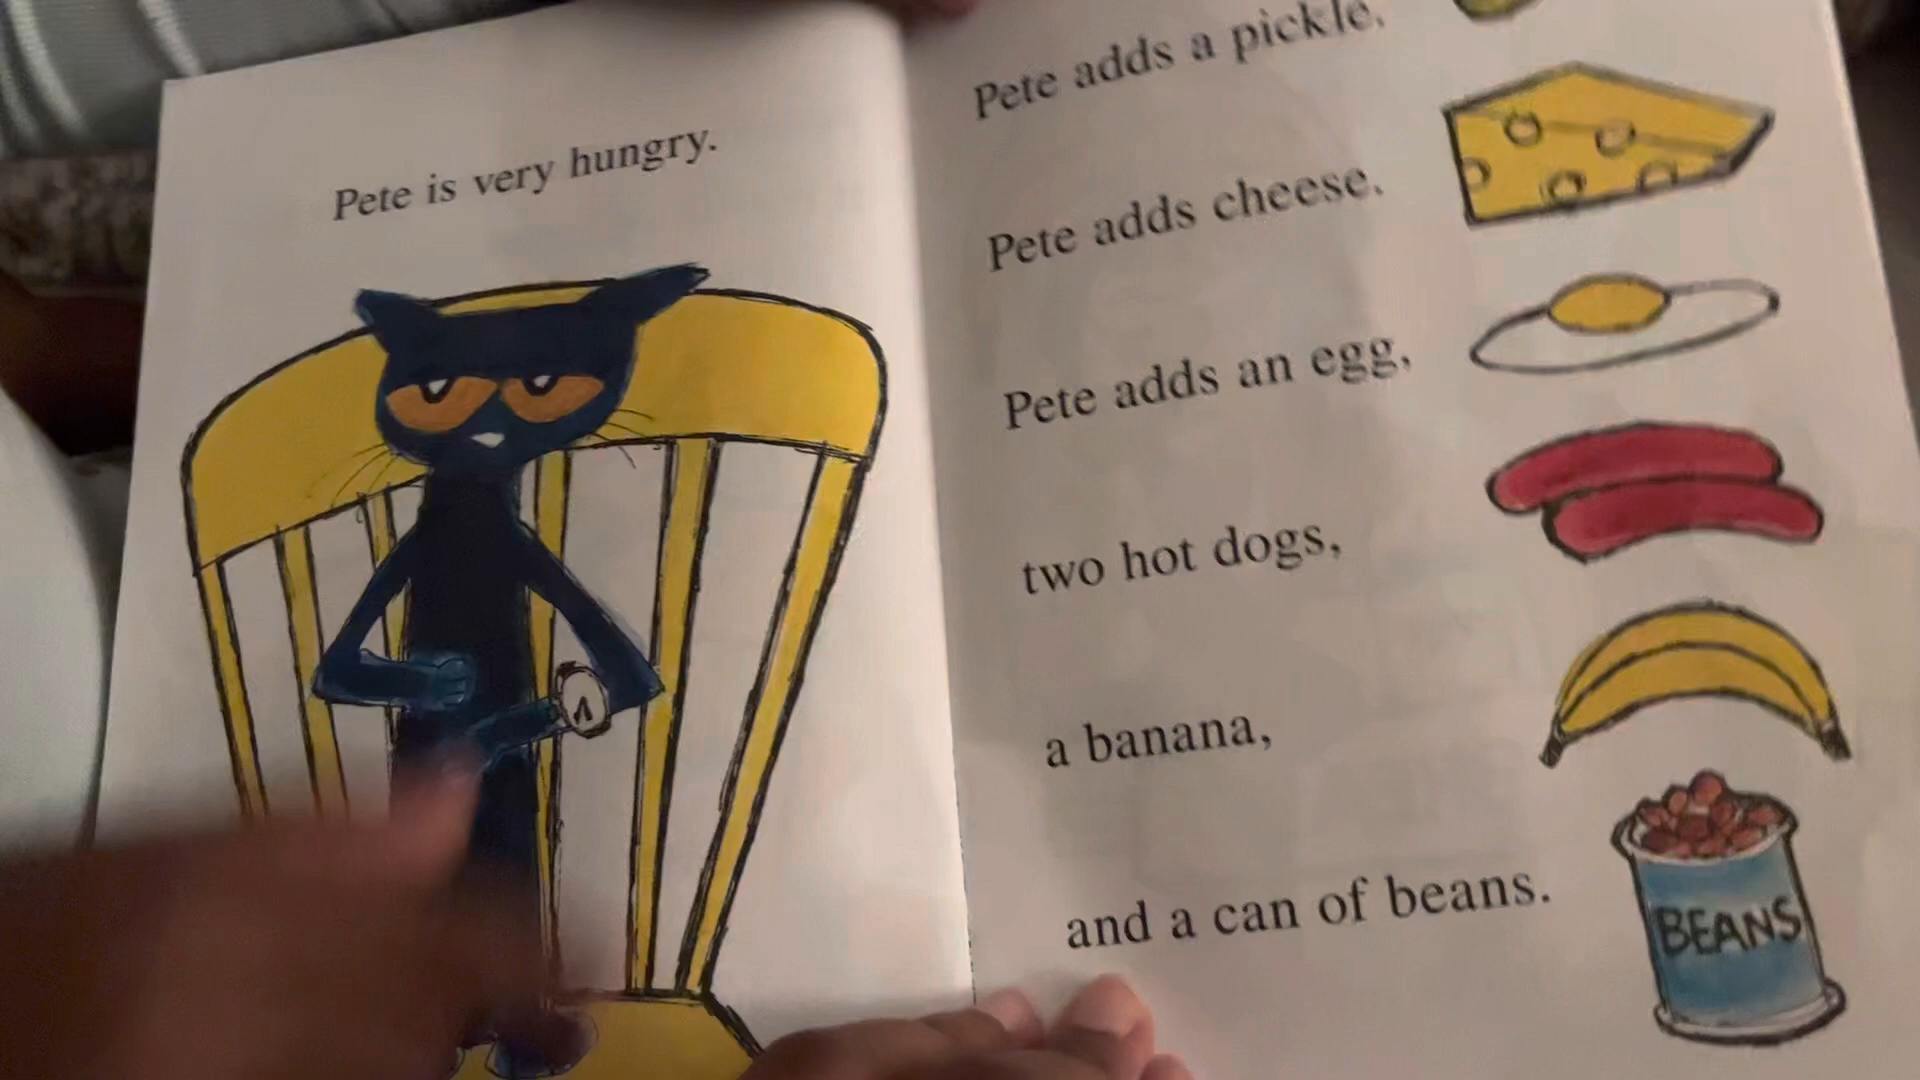 Pete is very hungry.
Pete adds a pickle.
Pete adds cheese.
Pete adds an egg,
two hot dogs,
a banana,
and a can of beans.
BEANS